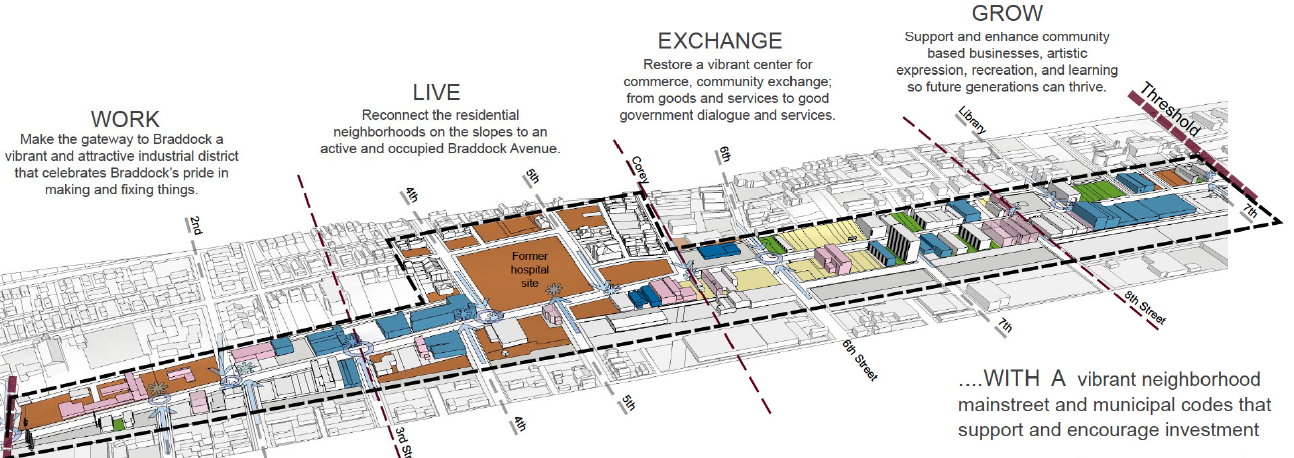 WORK
Make the gateway to Braddock a
vibrant and attractive industrial district
that celebrates Braddock's pride in
making and fixing things.
LIVE
Reconnect the residential
neighborhoods on the slopes to an
active and occupied Braddock Avenue.
EXCHANGE
Restore a vibrant center for
commerce, community exchange;
from goods and services to good
government dialogue and services.
GROW
Support and enhance community
based businesses, artistic
expression, recreation, and learning
so future generations can thrive.
2nd
4th
5th
Corey
6th
Library
Threshold
Former
hospital
site
3rd
4th
5th
6th Street
7th
8th Street
....WITH A vibrant neighborhood
mainstreet and municipal codes that
support and encourage investment